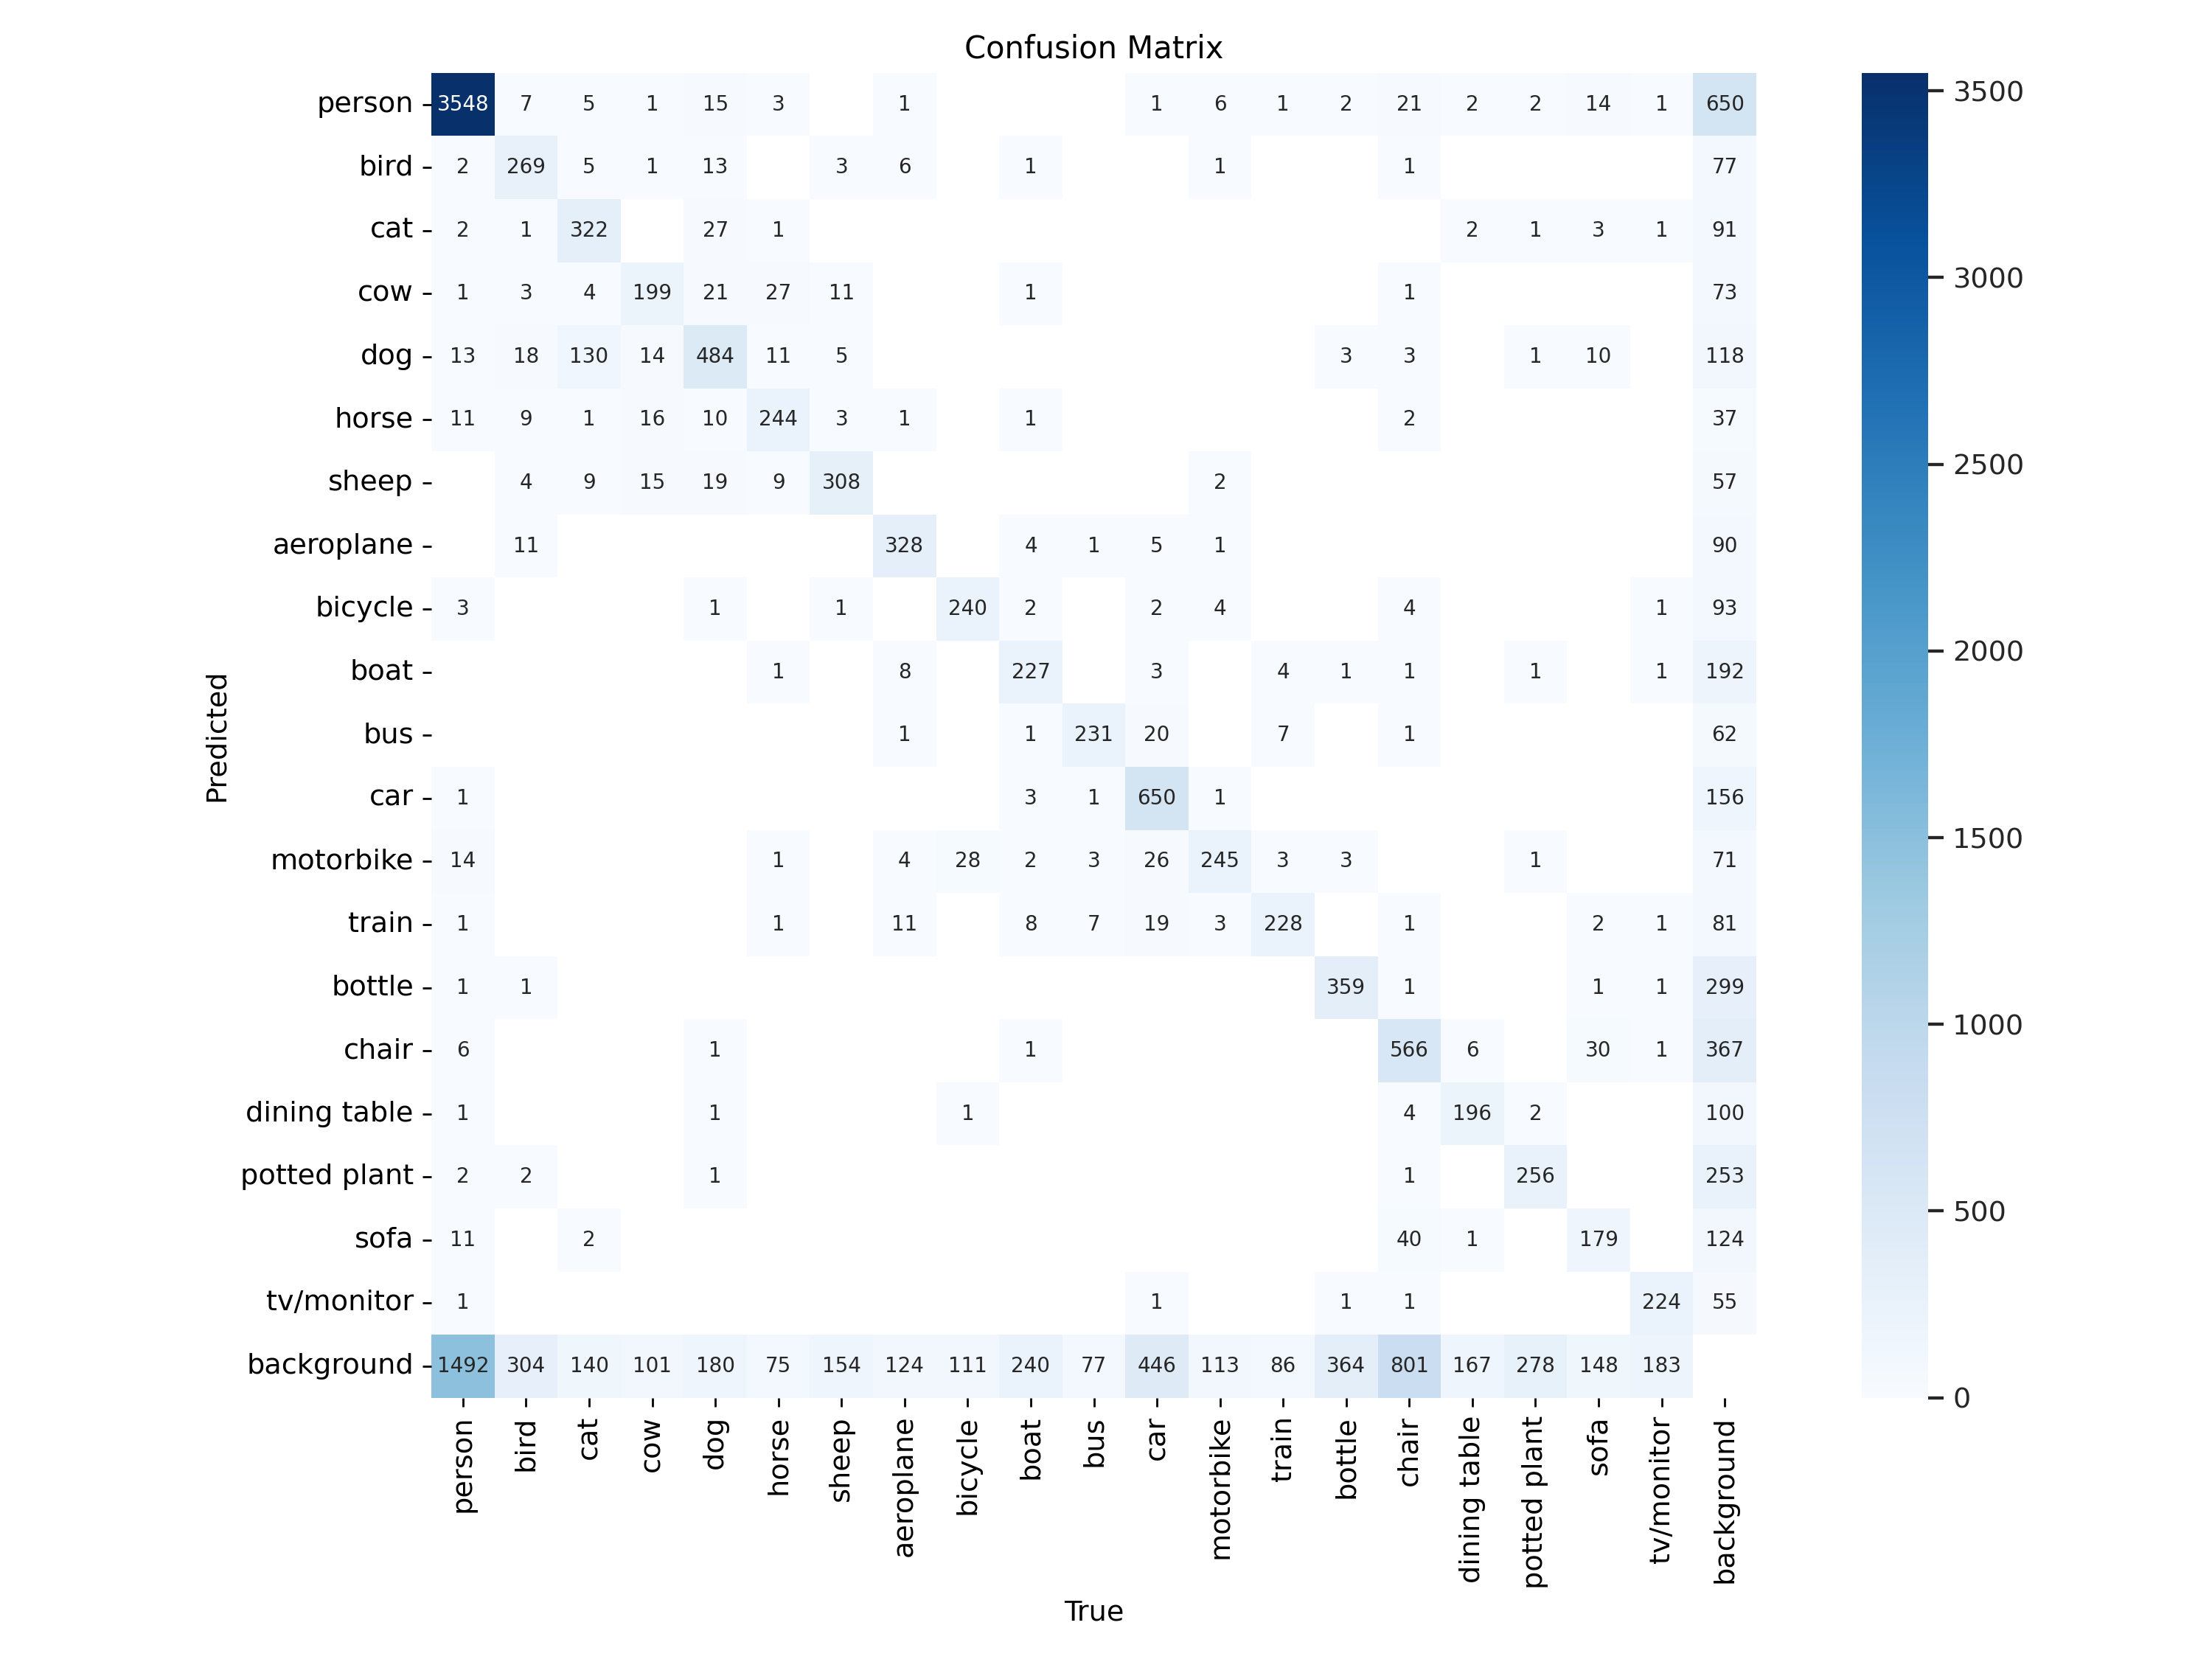 Confusion Matrix
person 3548 7 5 1 15 3 1 1 6 1 2 21 2 2 14 1 650
bird 2 269 5 1 13 3 6 1 1 1 77
cat 2 1 322 27 1 2 1 3 1 91
cow 1 3 4 199 21 27 11 1 1 73
dog 13 18 130 14 484 11 5 3 3 1 10 118
horse 11 9 1 16 10 244 3 1 1 2 37
sheep 4 9 15 19 9 308 2 57
aeroplane 11 328 4 1 5 1 90
bicycle 3 1 1 240 2 2 4 4 1 93
boat 1 8 227 3 4 1 1 1 1 192
bus 1 1 231 20 7 1 62
car 1 3 1 650 1 156
motorbike 14 1 4 28 2 3 26 245 3 3 1 71
train 1 1 11 8 7 19 3 228 1 2 1 81
bottle 1 1 359 1 1 1 299
chair 6 1 1 566 6 30 1 367
dining table 1 1 1 4 196 2 100
potted plant 2 2 1 1 256 253
sofa 11 2 40 1 179 124
tv/monitor 1 1 1 1 224 55
background 1492 304 140 101 180 75 154 124 111 240 77 446 113 86 364 801 167 278 148 183
person bird cat cow dog horse sheep aeroplane bicycle boat bus car motorbike train bottle chair dining table potted plant sofa tv/monitor background
True
Predicted
3500
3000
2500
2000
1500
1000
500
0